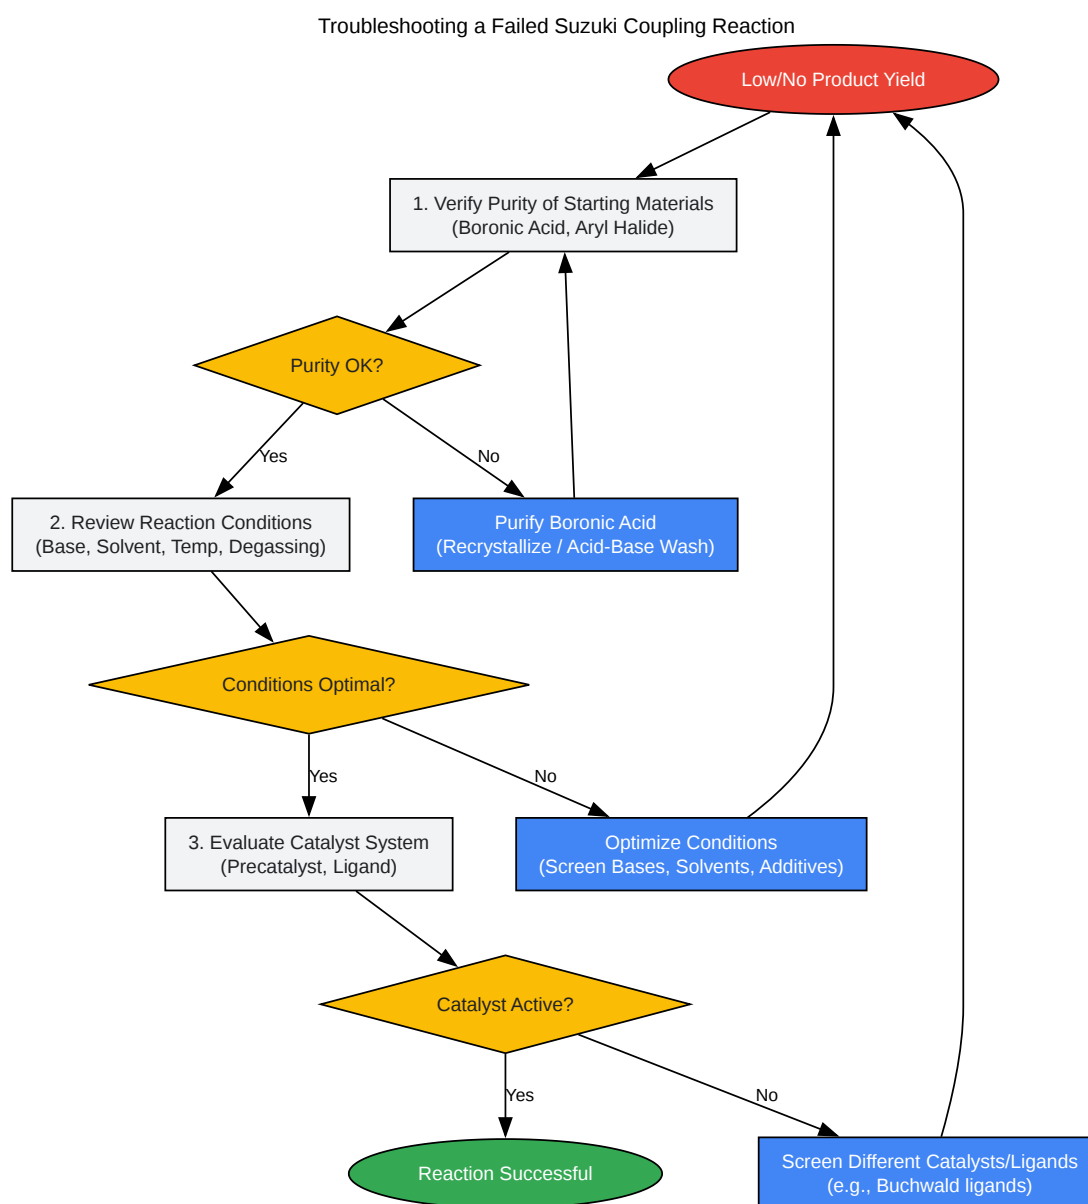 Troubleshooting a Failed Suzuki Coupling Reaction
Low/No Product Yield
1. Verify Purity of Starting Materials
(Boronic Acid, Aryl Halide)
Purity OK?
Yes
No
2. Review Reaction Conditions
(Base, Solvent, Temp, Degassing)
Purify Boronic Acid
(Recrystallize / Acid-Base Wash)
Conditions Optimal?
Yes
No
3. Evaluate Catalyst System
(Precatalyst, Ligand)
Optimize Conditions
(Screen Bases, Solvents, Additives)
Catalyst Active?
Yes
No
Reaction Successful
Screen Different Catalysts/Ligands
(e.g., Buchwald ligands)